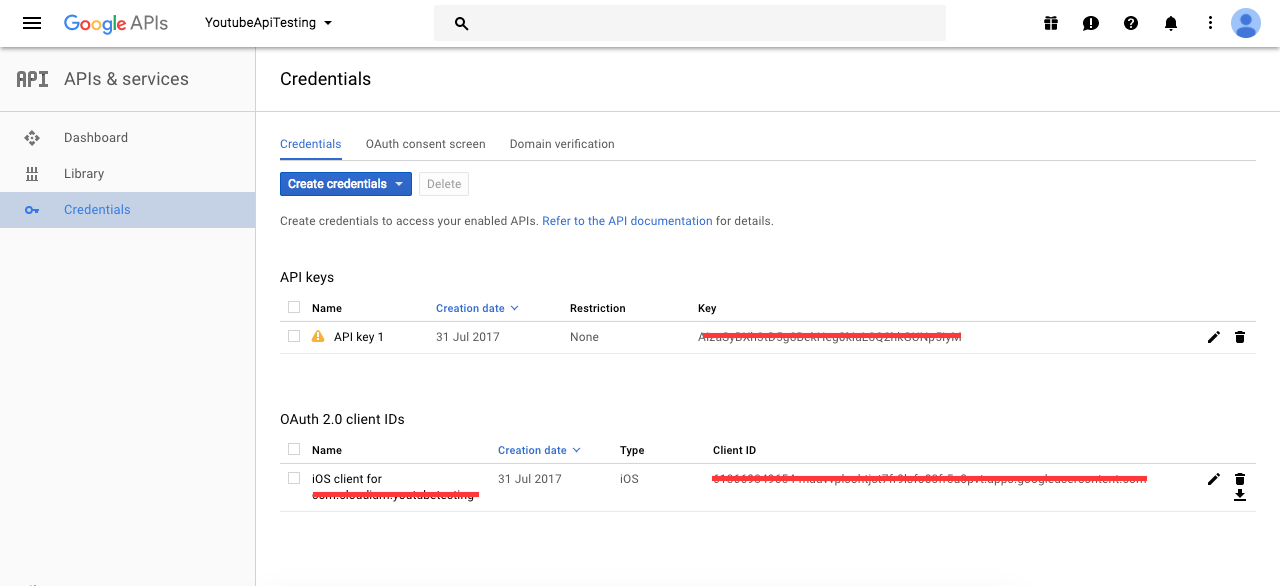 Google APIs YoutubeApiTesting
API APIs & services Credentials
Dashboard Credentials OAuth consent screen Domain verification
Library Create credentials Delete
Credentials Create credentials to access your enabled APIs. Refer to the API documentation for details.
API keys
Name Creation date Restriction Key
API key 1 31 Jul 2017 None
OAuth 2.0 client IDs
Name Creation date Type Client ID
iOS client for 31 Jul 2017 iOS